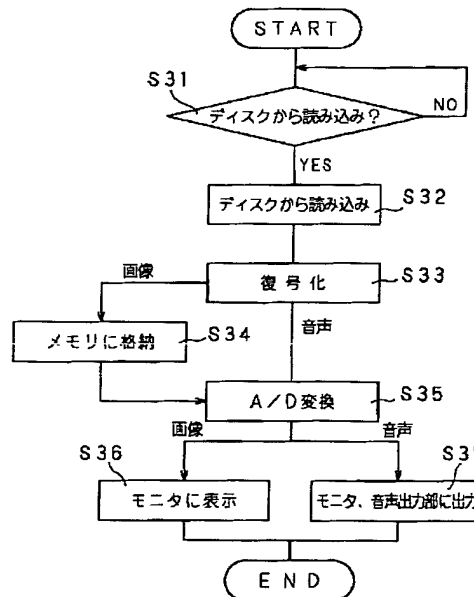 START
S31
ディスクから読み込み?
NO
YES
ディスクから読み込み
S32
画像
復号化
S33
メモリに格納
S34
音声
A/D変換
S35
画像
音声
S36
モニタに表示
モニタ、音声出力部に出力
END